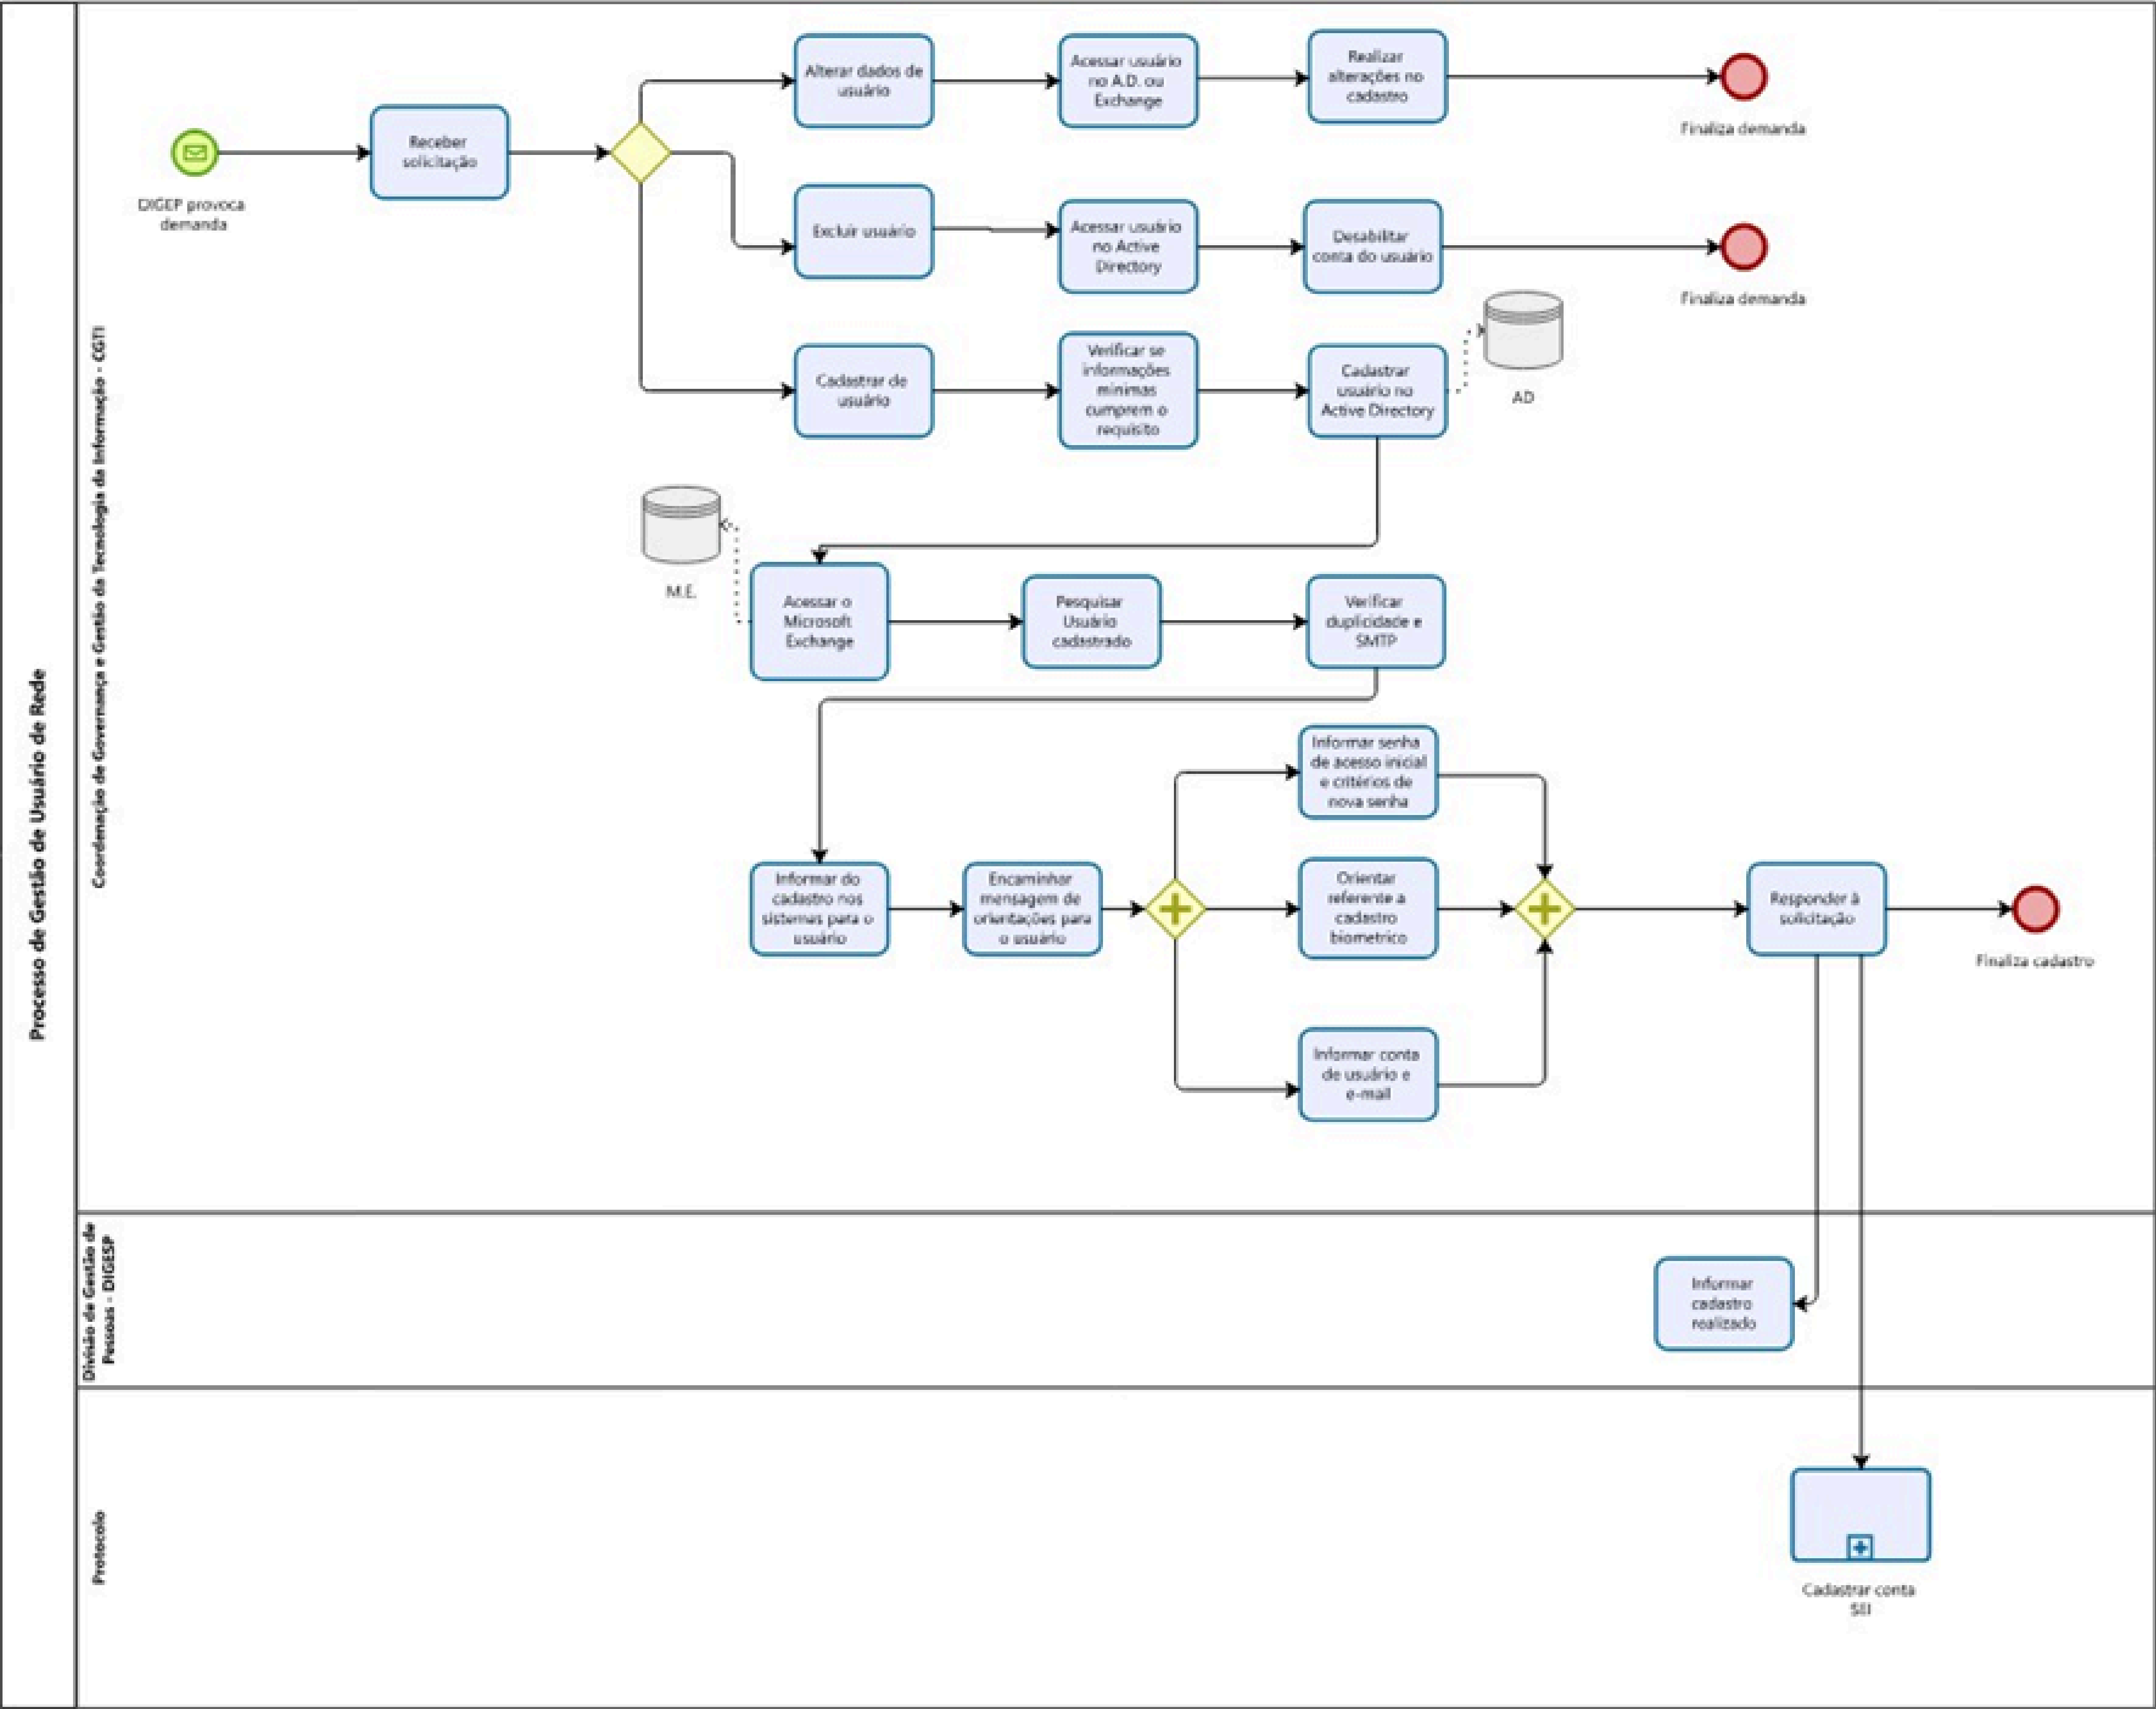 Processo de Gestão de Usuário de Rede
Coordenação de Governança e Gestão da Tecnologia da Informação - CGTI
DIGEP provoca
demanda
Receber
solicitação
Alterar dados de
usuário
Acessar usuário
no A.D. ou
Exchange
Realizar
alterações no
cadastro
Finaliza demanda
Excluir usuário
Acessar usuário
no Active
Directory
Desabilitar
conta do usuário
Finaliza demanda
Cadastrar de
usuário
Verificar se
informações
mínimas
cumprem o
requisito
Cadastrar
usuário no
Active Directory
AD
M.E.
Acessar o
Microsoft
Exchange
Pesquisar
Usuário
cadastrado
Verificar
duplicidade e
SMTP
Informar do
cadastro nos
sistemas para o
usuário
Encaminhar
mensagem de
orientações para
o usuário
Informar senha
de acesso inicial
e critérios de
nova senha
Orientar
referente a
cadastro
biometrico
Informar conta
de usuário e
e-mail
Responder à
solicitação
Finaliza cadastro
Divisão de Gestão de
Pessoas - DIGESP
Informar
cadastro
realizado
Protocolo
Cadastrar conta
SEI